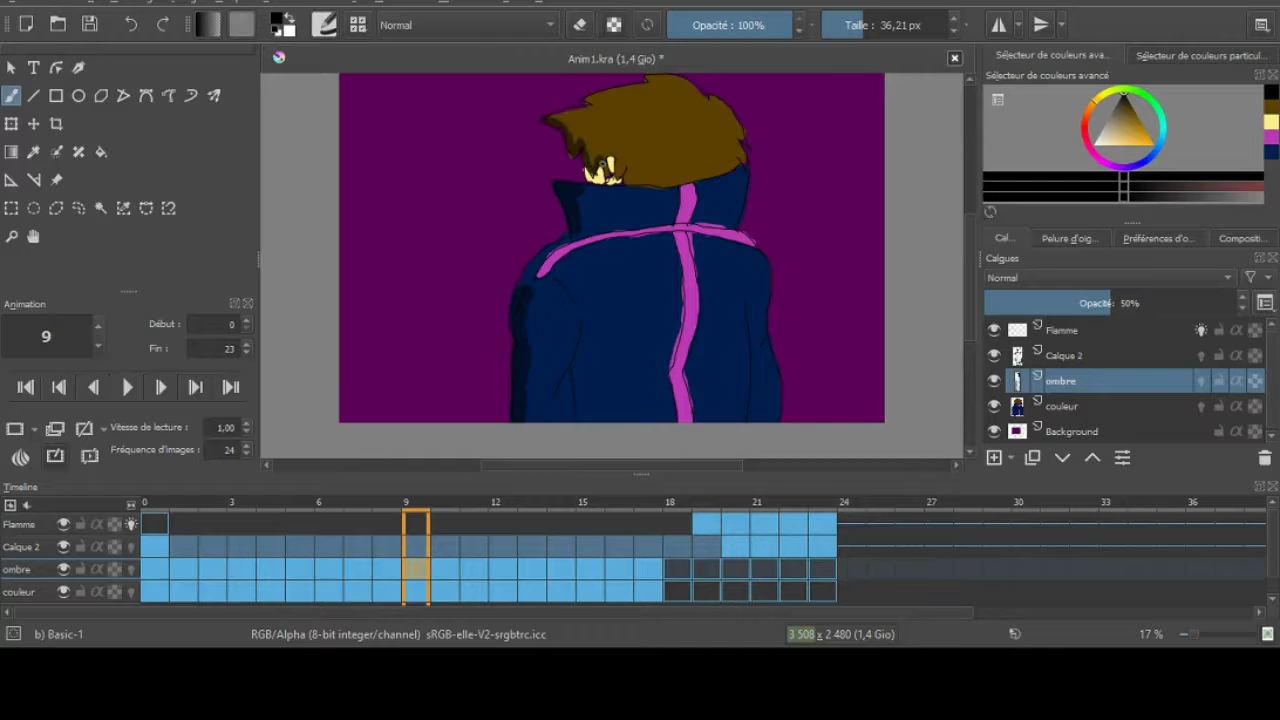 Normal
Opacité : 100%
Taille : 36,21 px
Anim1.kra (1,4 Gio) *
Sélecteur de couleurs ava...
Sélecteur de couleurs particul...
Sélecteur de couleurs avancé
Animation
9
Début :
0
Fin :
23
Vitesse de lecture :
1,00
Fréquence d'images :
24
Cal...
Pelure d'oig...
Préférences d'o...
Compositi...
Calques
Normal
Opacité: 50%
Flamme
Calque 2
ombre
couleur
Background
Timeline
0 3 6 9 12 15 18 21 24 27 30 33 36
Flamme
Calque 2
ombre
couleur
b) Basic-1
RGB/Alpha (8-bit integer/channel) sRGB-elle-V2-srgbtrc.icc
3 508 x 2 480 (1,4 Gio)
17 %